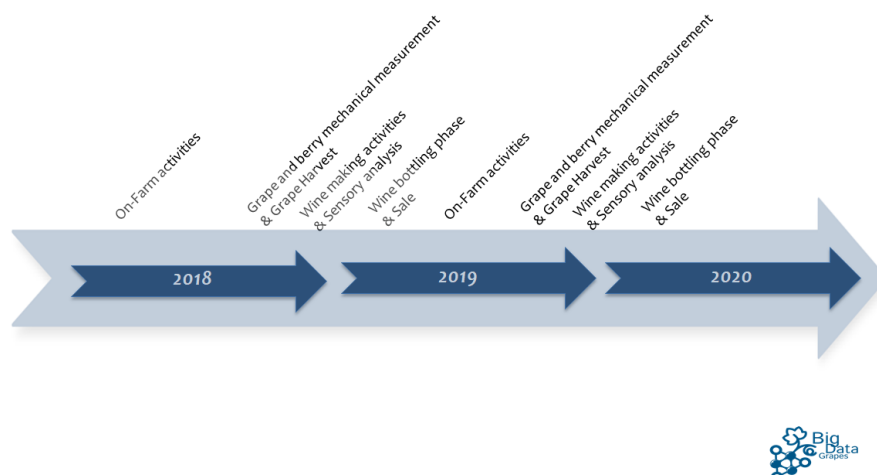 On-Farm activities
Grape and berry mechanical measurement
& Grape Harvest
Wine making activities
& Sensory analysis
Wine bottling phase
& Sale
On-Farm activities
Grape and berry mechanical measurement
& Grape Harvest
Wine making activities
& Sensory analysis
Wine bottling phase
& Sale
2018
2019
2020
Big
Data
Grapes